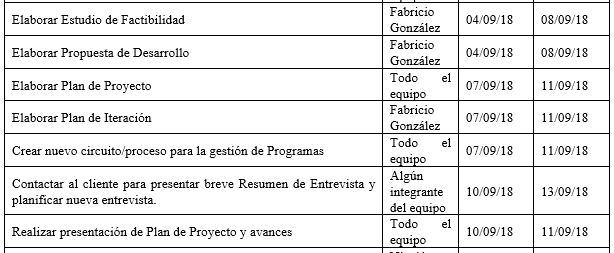 Elaborar Estudio de Factibilidad Fabricio González 04/09/18 08/09/18
Elaborar Propuesta de Desarrollo Fabricio González 04/09/18 08/09/18
Elaborar Plan de Proyecto Todo el equipo 07/09/18 11/09/18
Elaborar Plan de Iteración Fabricio González 07/09/18 11/09/18
Crear nuevo circuito/proceso para la gestión de Programas Todo el equipo 07/09/18 11/09/18
Contactar al cliente para presentar breve Resumen de Entrevista y planificar nueva entrevista. Algún integrante del equipo 10/09/18 13/09/18
Realizar presentación de Plan de Proyecto y avances Todo el equipo 10/09/18 11/09/18